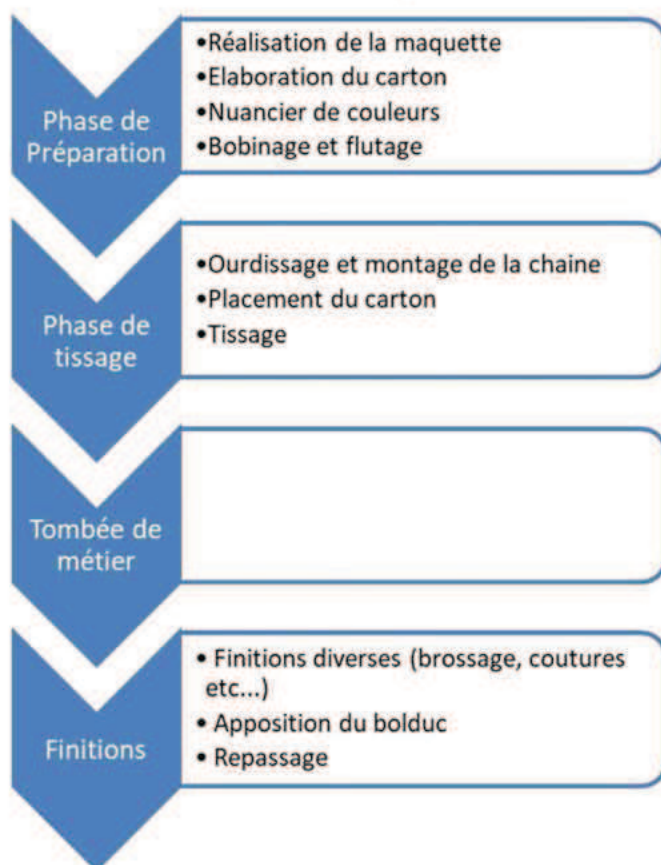 Phase de
Préparation
•Réalisation de la maquette
•Elaboration du carton
•Nuancier de couleurs
•Bobinage et flutage
Phase de
tissage
•Ourdissage et montage de la chaine
•Placement du carton
•Tissage
Tombée de
métier
Finitions
• Finitions diverses (brossage, coutures
etc...)
• Apposition du bolduc
• Repassage